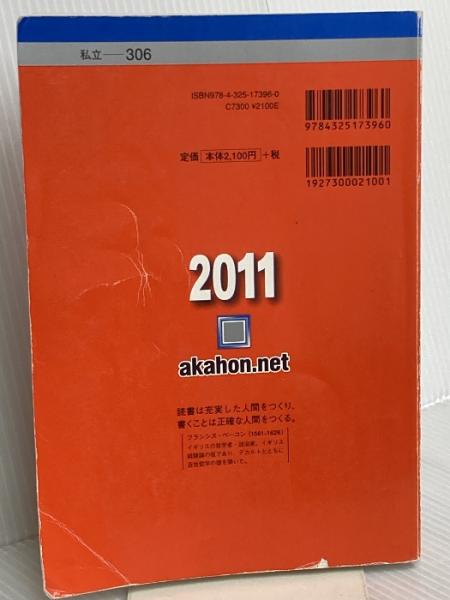 私立──306
ISBN978-4-325-17396-0
C7300 ¥2100E
9784325173960
定価 本体2,100円 +税
1927300021001
2011
akahon.net
読書は充実した人間をつくり、
書くことは正確な人間をつくる。
フランシス・ベーコン (1561-1626)
イギリスの哲学者・政治家。イギリス
経験論の祖であり、デカルトとともに
近世哲学の祖を築いた。